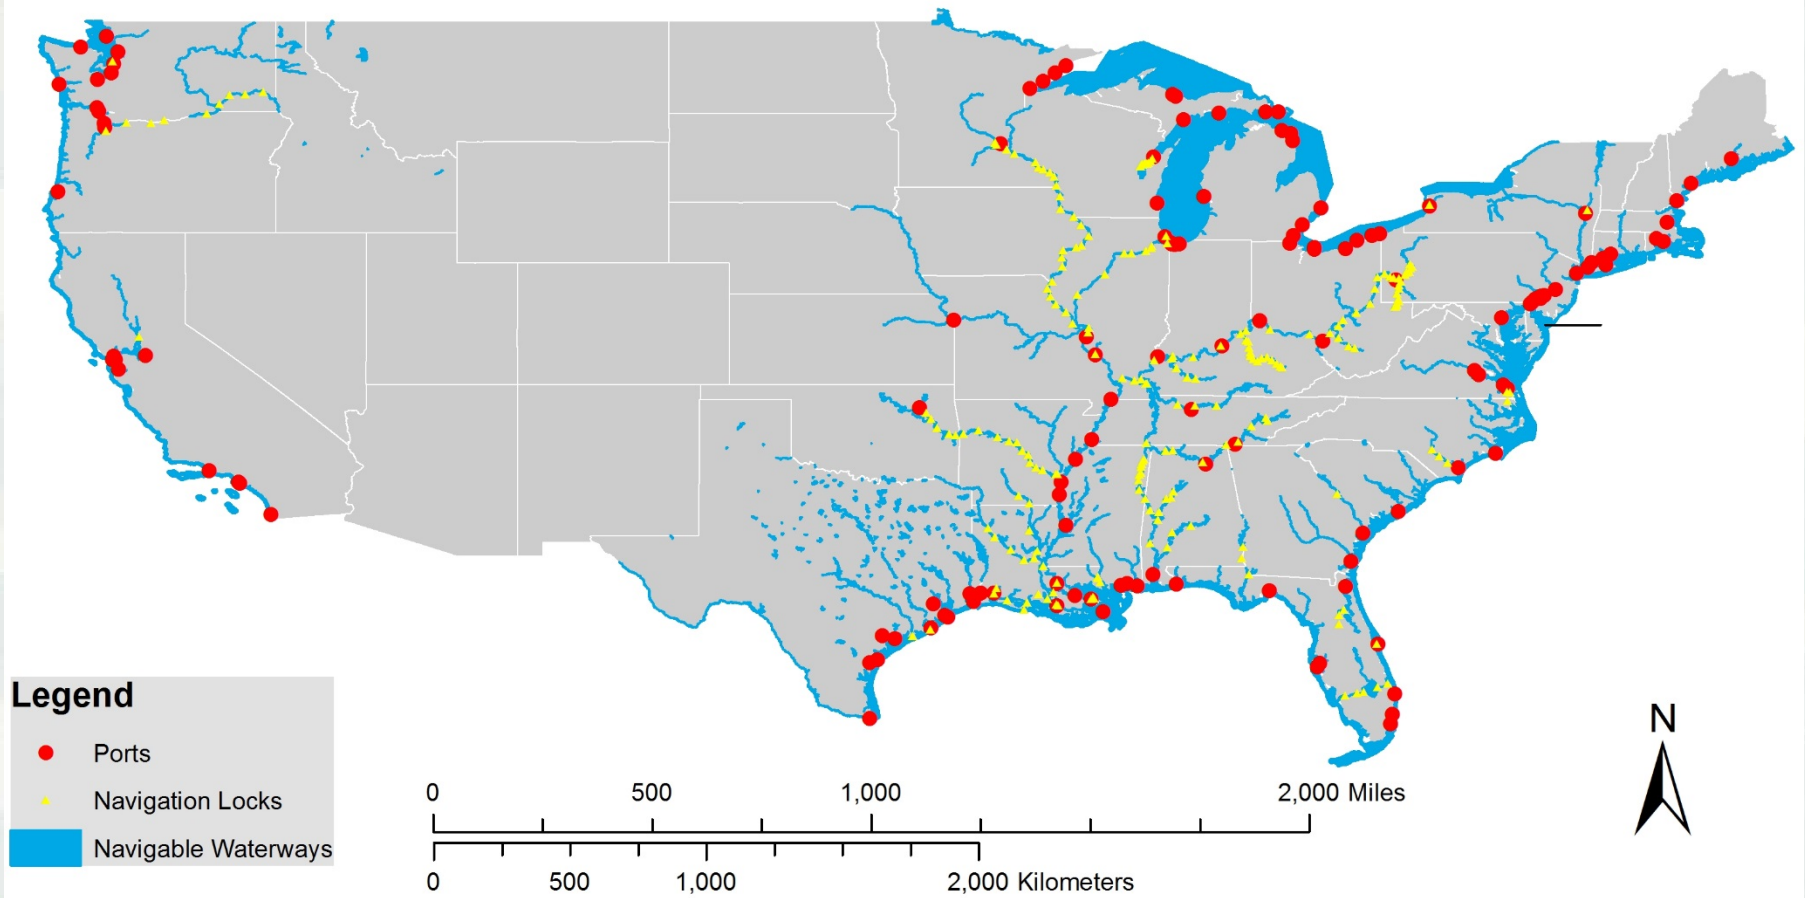 N
Legend
Ports
Navigation Locks
Navigable Waterways
0 500 1,000 2,000 Miles
0 500 1,000 2,000 Kilometers